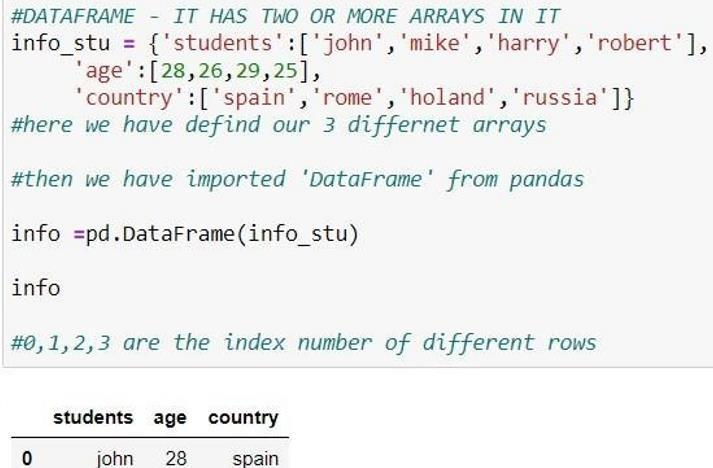 #DATAFRAME - IT HAS TWO OR MORE ARRAYS IN IT
info_stu = {'students':['john','mike','harry','robert'],
'age':[28,26,29,25],
'country':['spain','rome','holand','russia']}
#here we have defind our 3 differnet arrays
#then we have imported 'DataFrame' from pandas
info =pd.DataFrame(info_stu)
info
#0,1,2,3 are the index number of different rows
students age country
0 john 28 spain